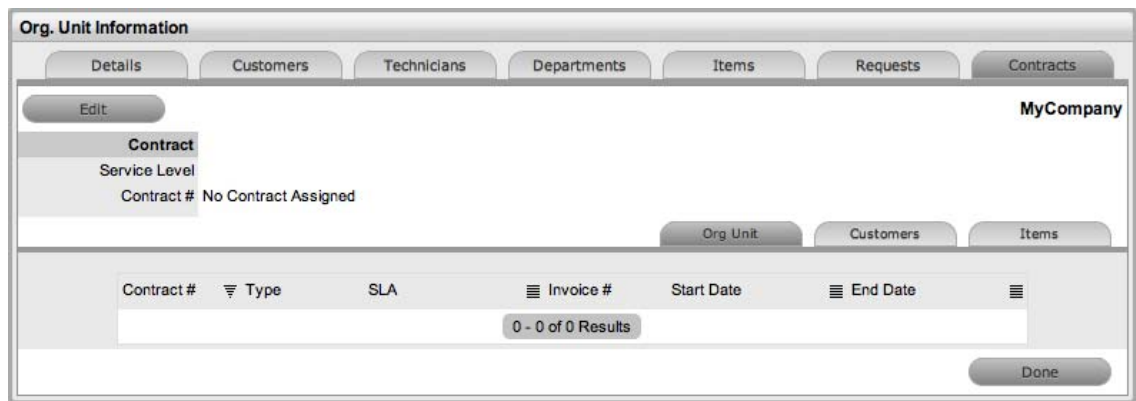 Org. Unit Information
Details Customers Technicians Departments Items Requests Contracts
Edit MyCompany
Contract
Service Level
Contract # No Contract Assigned
Org Unit Customers Items
Contract # Type SLA Invoice # Start Date End Date
0 - 0 of 0 Results
Done